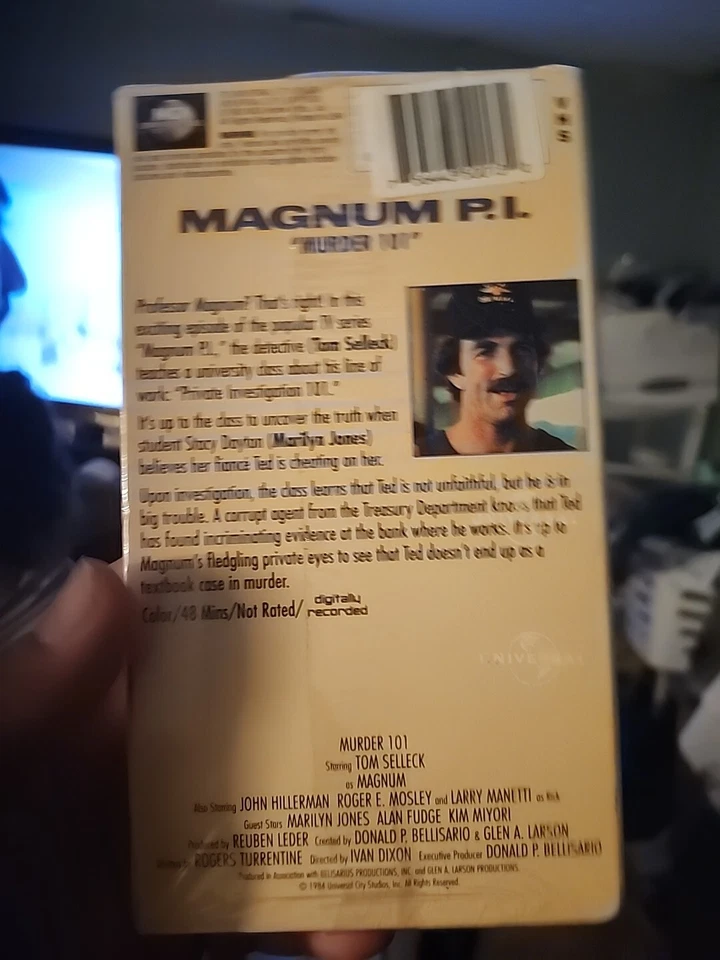 MCA
VHS
MAGNUM P.I.
"MURDER 101"
Professor Magnum? That's right! In this
exciting episode of the popular TV series
"Magnum P.I.," the detective (Tom Selleck)
teaches a university class about his line of
work: "Private Investigation 101."
It's up to the class to uncover the truth when
student Stacy Dayton (Marilyn Jones)
believes her fiancé Ted is cheating on her.
Upon investigation, the class learns that Ted is not unfaithful, but he is in
big trouble. A corrupt agent from the Treasury Department knows that Ted
has found incriminating evidence at the bank where he works. It's up to
Magnum's fledgling private eyes to see that Ted doesn't end up as a
textbook case in murder.
Color/48 Mins/Not Rated/ digitally
recorded
UNIVERSAL
MURDER 101
Starring TOM SELLECK
as MAGNUM
Also Starring JOHN HILLERMAN ROGER E. MOSLEY and LARRY MANETTI as Rick
Guest Stars MARILYN JONES ALAN FUDGE KIM MIYORI
Produced by REUBEN LEDER Created by DONALD P. BELLISARIO & GLEN A. LARSON
Written by ROGERS TURRENTINE Directed by IVAN DIXON Executive Producer DONALD P. BELLISARIO
Produced in Association with BELISARIUS PRODUCTIONS, INC. and GLEN A. LARSON PRODUCTIONS.
© 1984 Universal City Studios, Inc. All Rights Reserved.